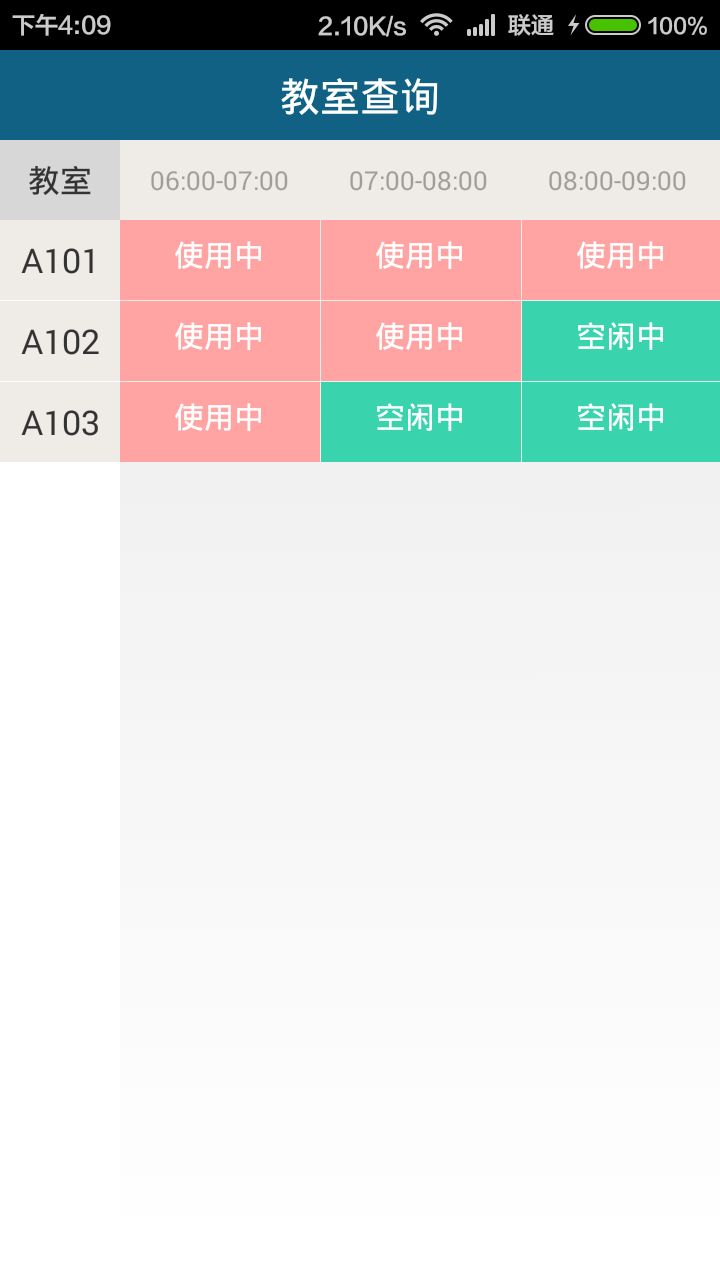 下午4:09 2.10K/s 联通 100%
教室查询
教室 06:00-07:00 07:00-08:00 08:00-09:00
A101 使用中 使用中 使用中
A102 使用中 使用中 空闲中
A103 使用中 空闲中 空闲中